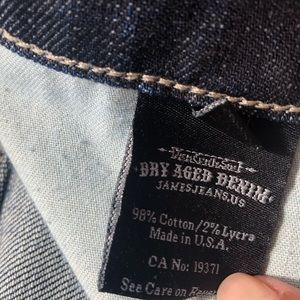 DRY AGED DENIM
JAMESJEANS.US
98% Cotton/2% Lycra
Made in U.S.A.
CA No: 19371
See Care on